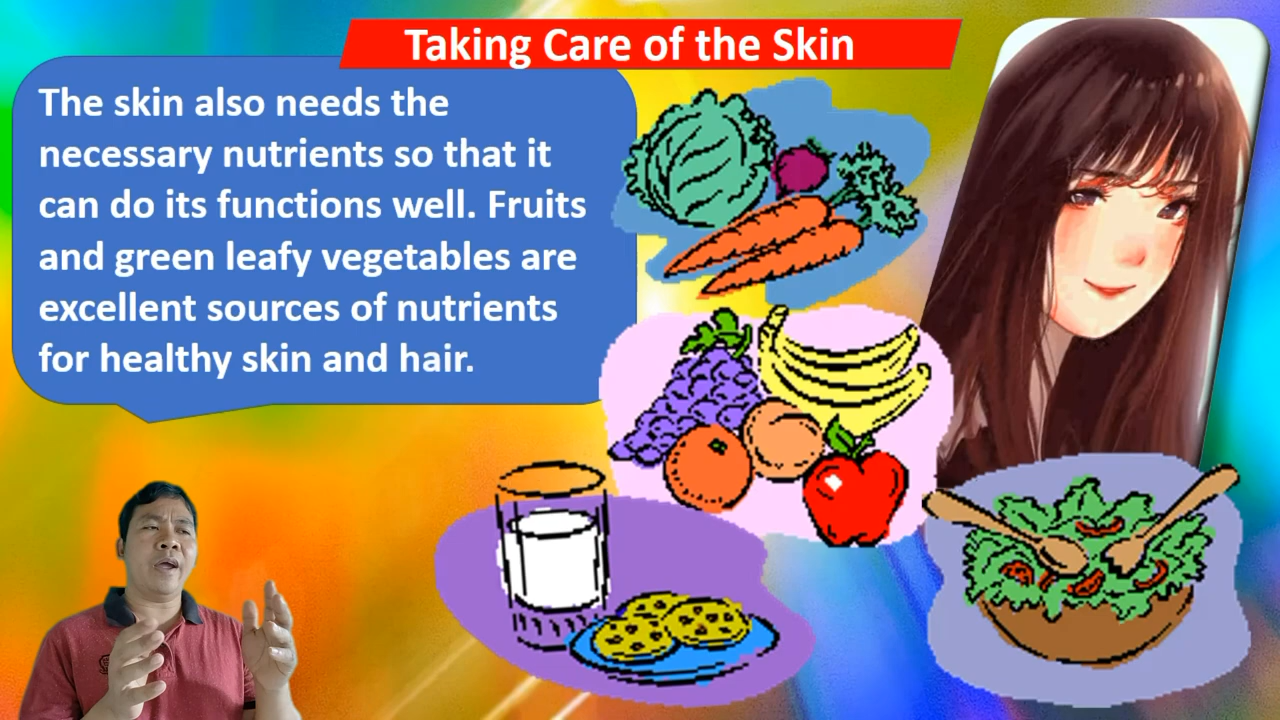 Taking Care of the Skin
The skin also needs the
necessary nutrients so that it
can do its functions well. Fruits
and green leafy vegetables are
excellent sources of nutrients
for healthy skin and hair.